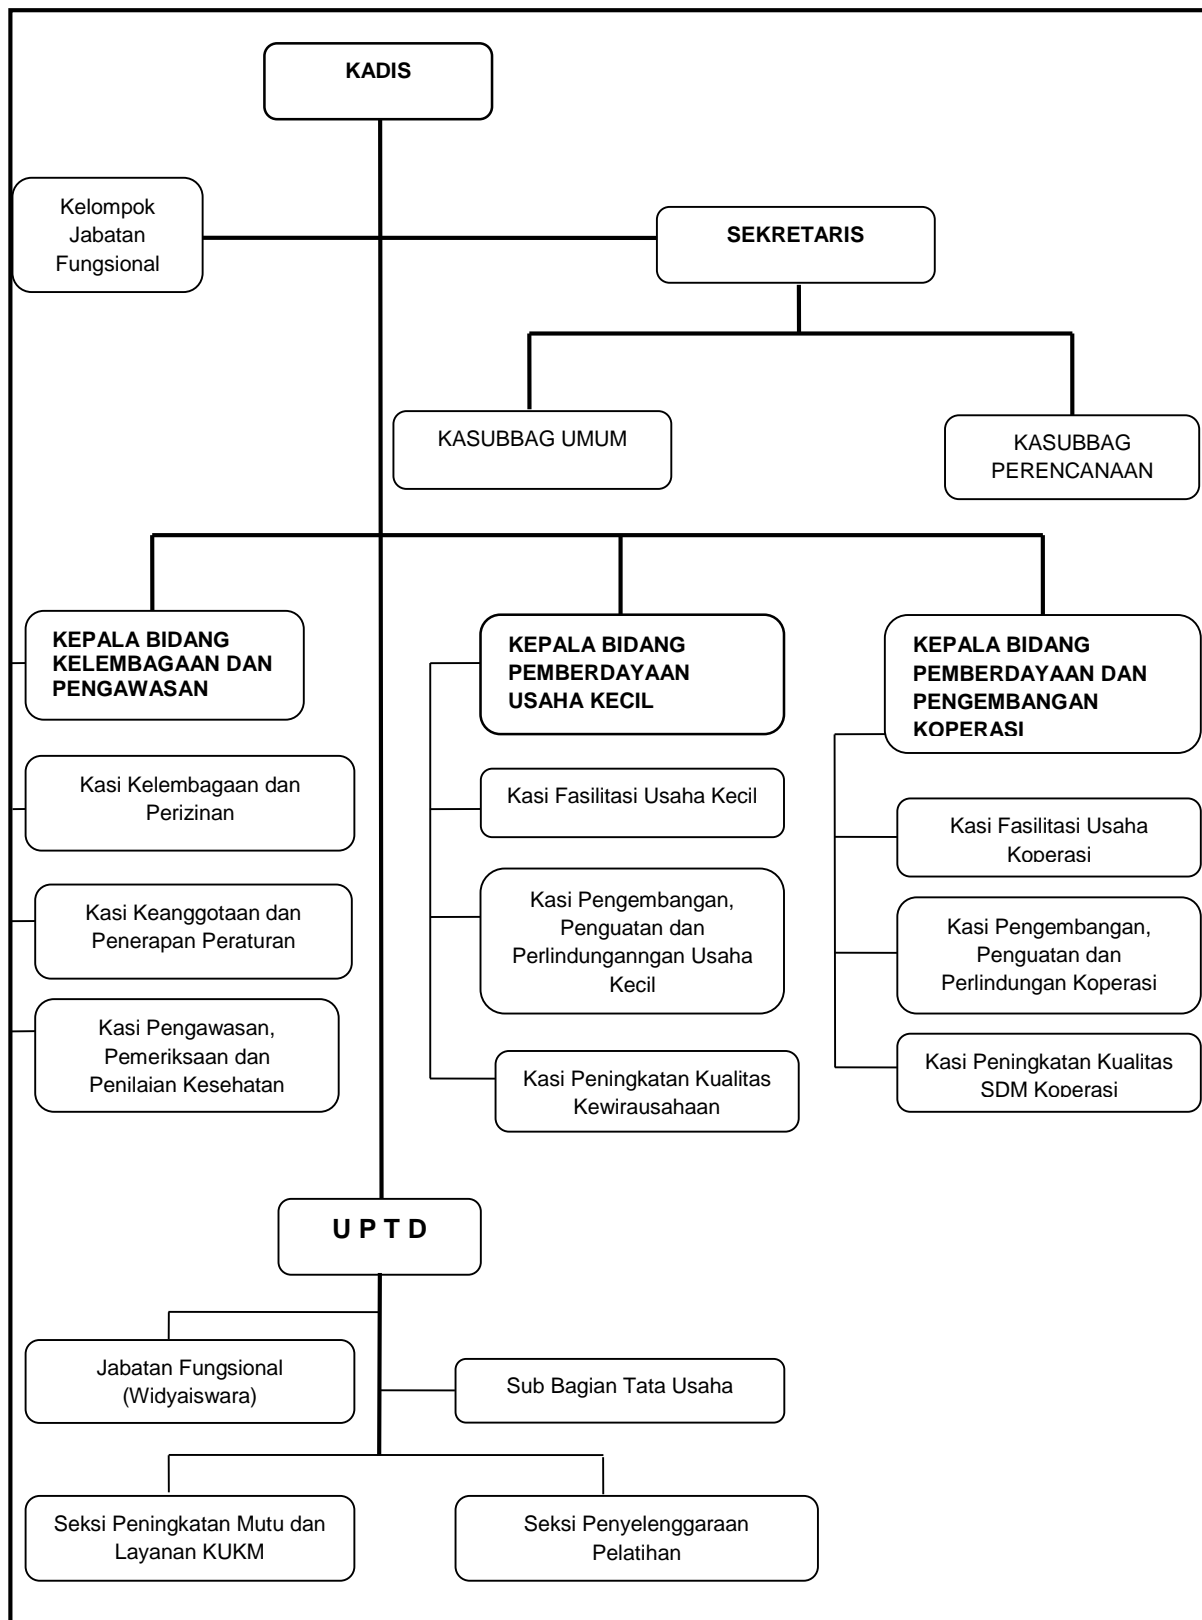 KADIS
Kelompok
Jabatan
Fungsional
SEKRETARIS
KASUBBAG UMUM
KASUBBAG
PERENCANAAN
KEPALA BIDANG
KELEMBAGAAN DAN
PENGAWASAN
KEPALA BIDANG
PEMBERDAYAAN
USAHA KECIL
KEPALA BIDANG
PEMBERDAYAAN DAN
PENGEMBANGAN
KOPERASI
Kasi Kelembagaan dan
Perizinan
Kasi Keanggotaan dan
Penerapan Peraturan
Kasi Pengawasan,
Pemeriksaan dan
Penilaian Kesehatan
Kasi Fasilitasi Usaha Kecil
Kasi Pengembangan,
Penguatan dan
Perlindunganngan Usaha
Kecil
Kasi Peningkatan Kualitas
Kewirausahaan
Kasi Fasilitasi Usaha
Koperasi
Kasi Pengembangan,
Penguatan dan
Perlindungan Koperasi
Kasi Peningkatan Kualitas
SDM Koperasi
U P T D
Jabatan Fungsional
(Widyaiswara)
Sub Bagian Tata Usaha
Seksi Peningkatan Mutu dan
Layanan KUKM
Seksi Penyelenggaraan
Pelatihan